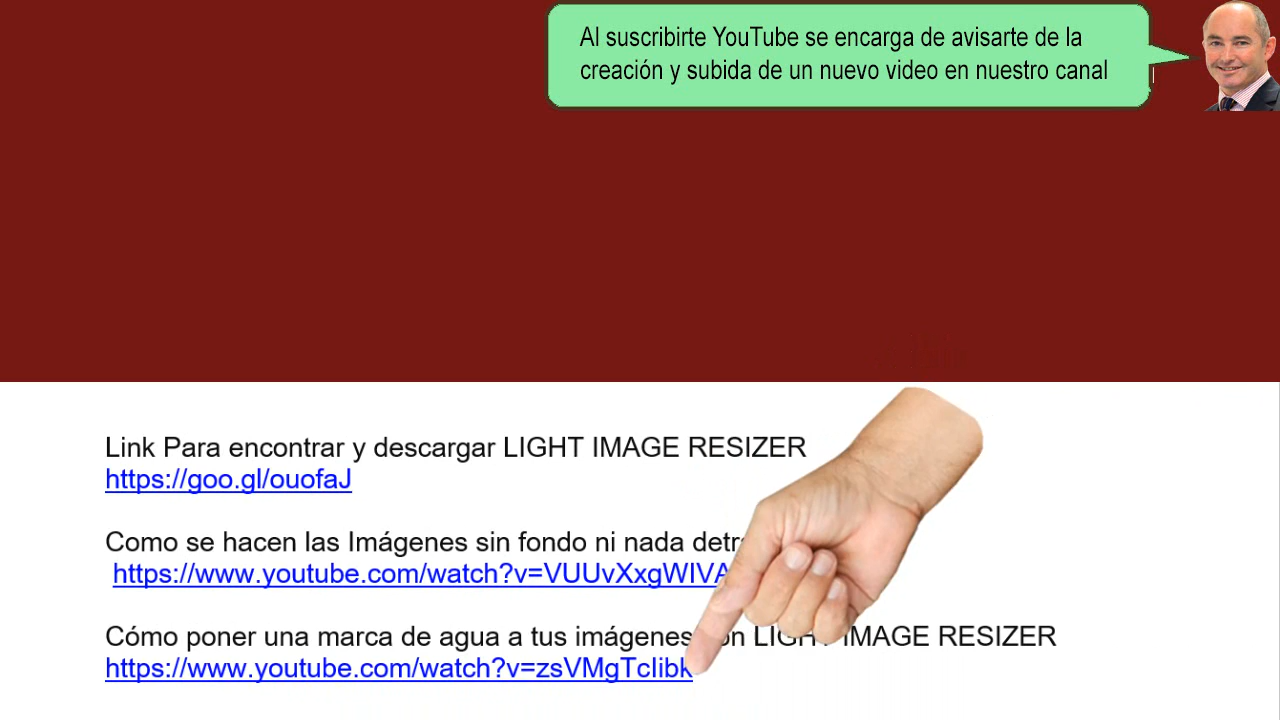 Al suscribirte YouTube se encarga de avisarte de la
creación y subida de un nuevo video en nuestro canal
Link Para encontrar y descargar LIGHT IMAGE RESIZER
https://goo.gl/ouofaJ
Como se hacen las Imágenes sin fondo ni nada
https://www.youtube.com/watch?v=VUUvXxgWIVA
Cómo poner una marca de agua a tus imágenes con LIGHT IMAGE RESIZER
https://www.youtube.com/watch?v=zsVMgTcIibk